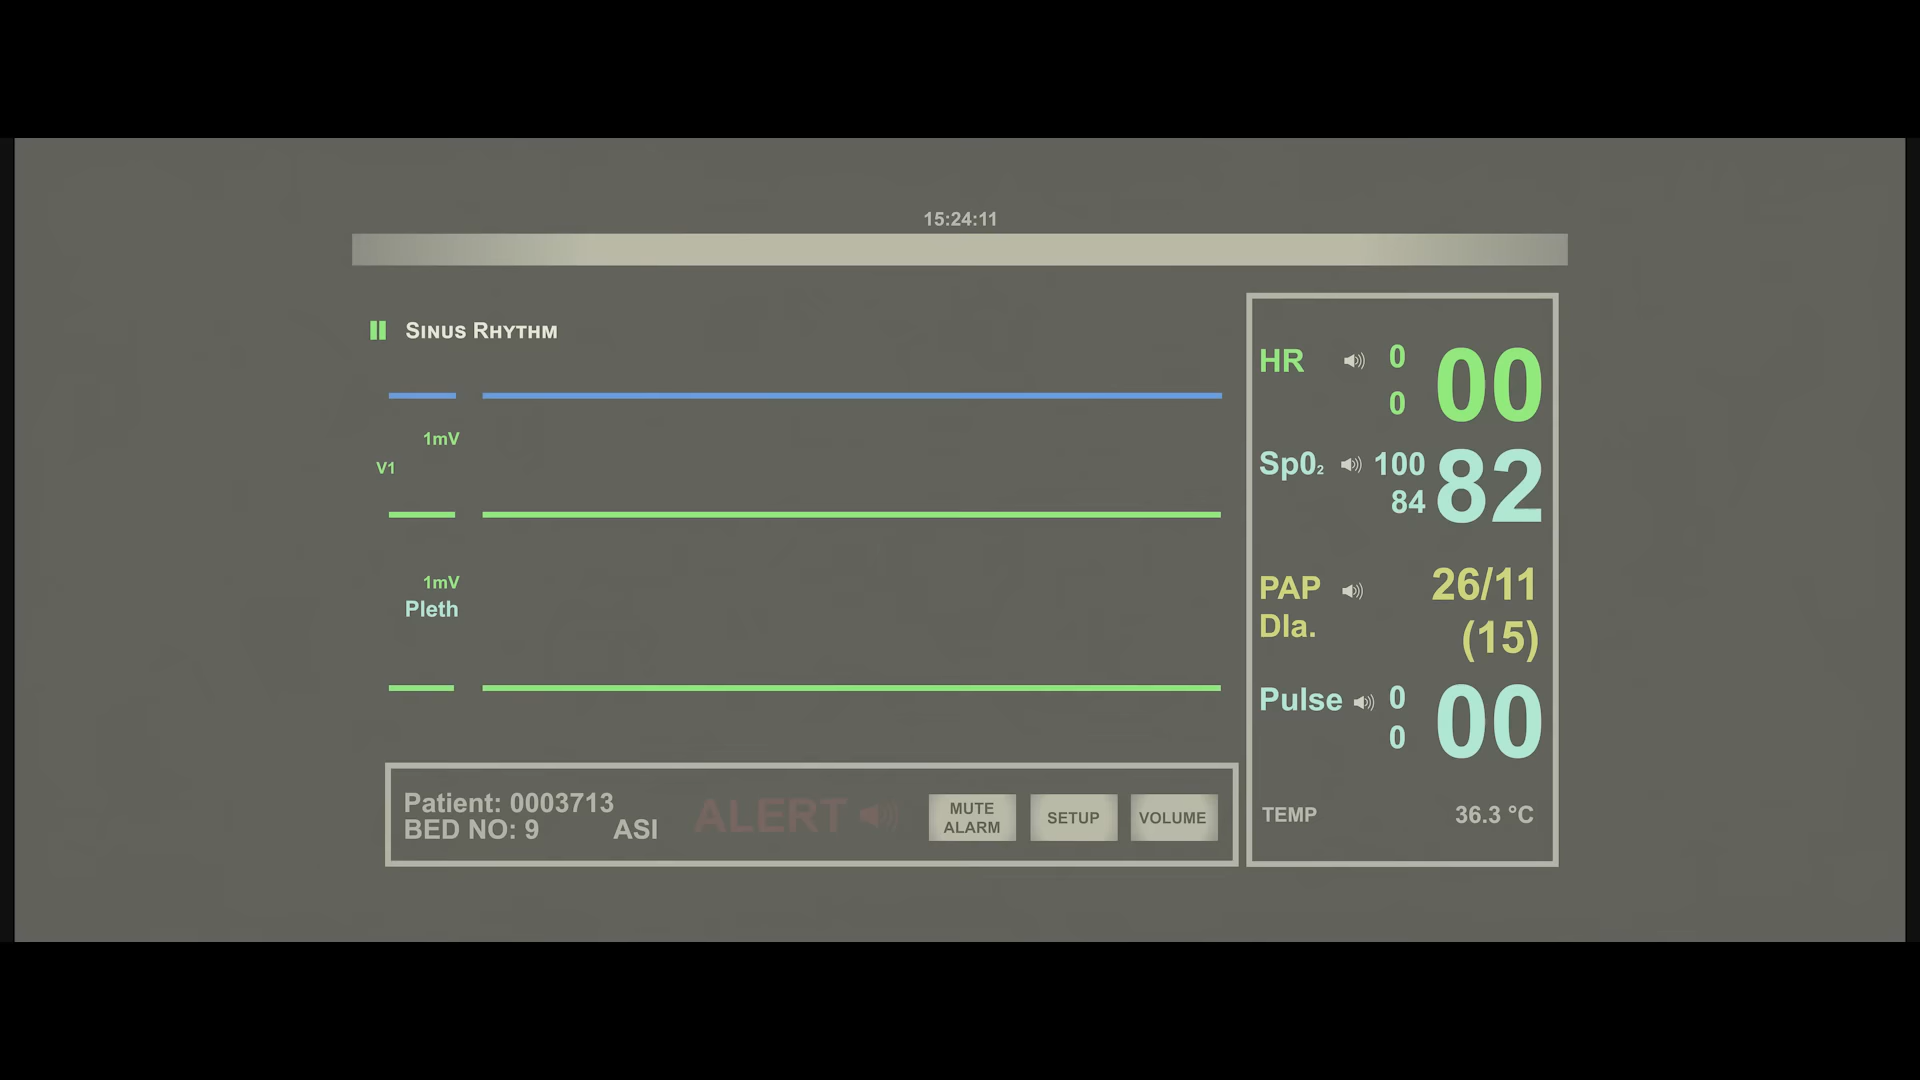 15:24:11
Sinus Rhythm
1mV
V1
1mV
Pleth
HR 0 00
0
Sp0₂ 100 82
84
PAP 26/11
Dla. (15)
Pulse 0 00
0
TEMP 36.3 °C
Patient: 0003713
BED NO: 9 ASI
ALERT
MUTE
ALARM
SETUP
VOLUME